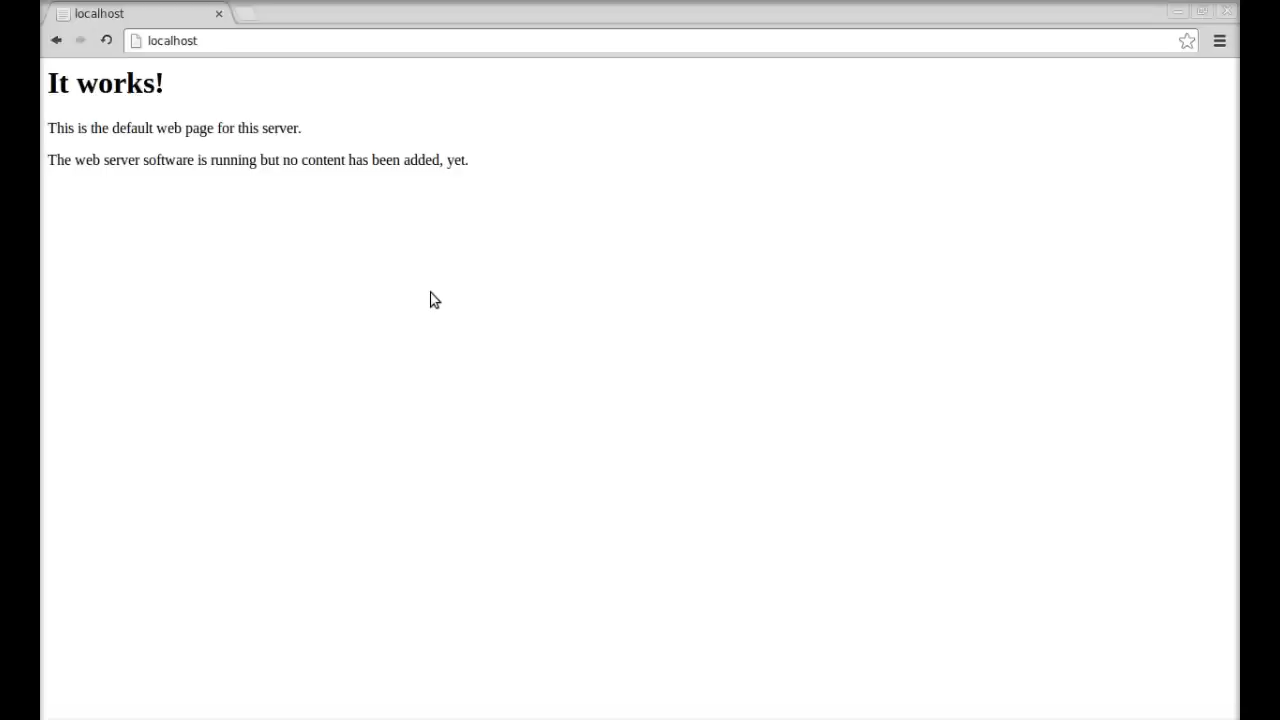 localhost
localhost
It works!
This is the default web page for this server.
The web server software is running but no content has been added, yet.